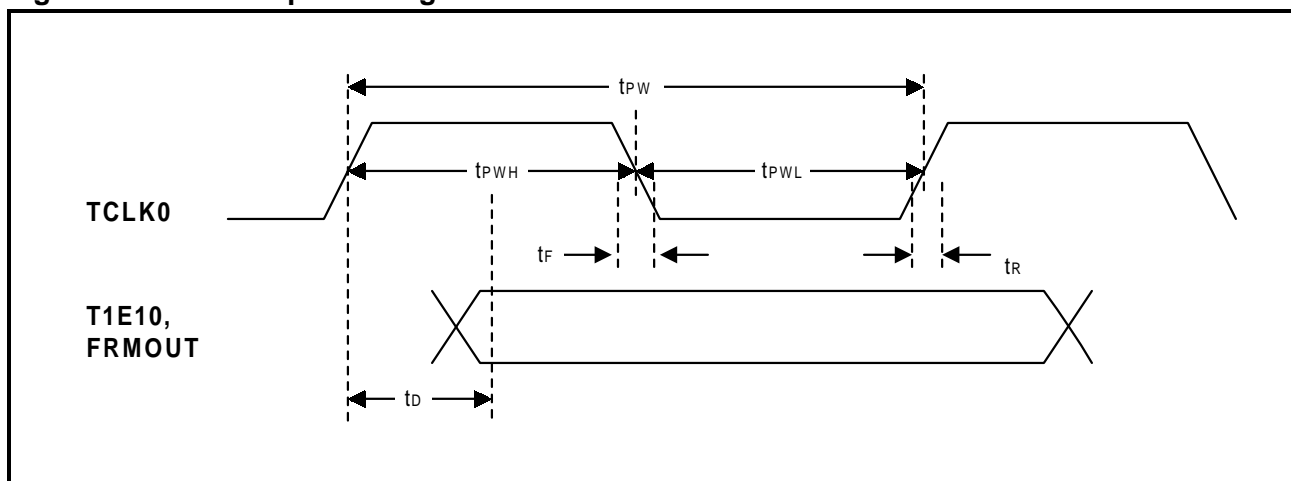 tPW
tPWH
tPWL
TCLK0
tF
tR
T1E10,
FRMOUT
tD